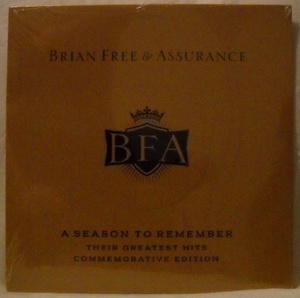 BRIAN FREE & ASSURANCE
BFA
A SEASON TO REMEMBER
THEIR GREATEST HITS
COMMEMORATIVE EDITION